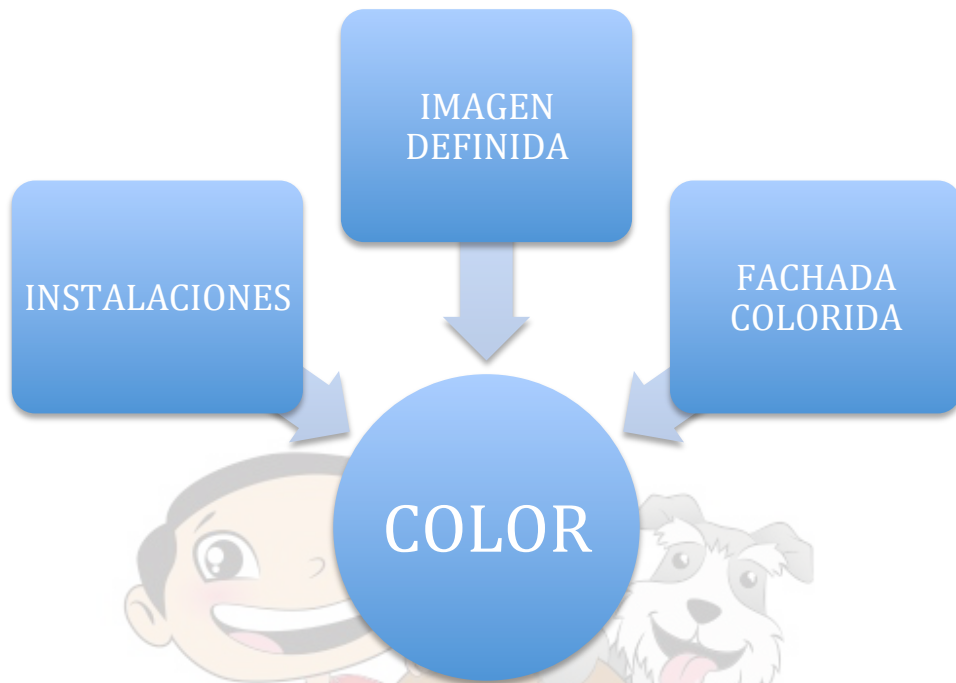 IMAGEN
DEFINIDA
INSTALACIONES
FACHADA
COLORIDA
COLOR